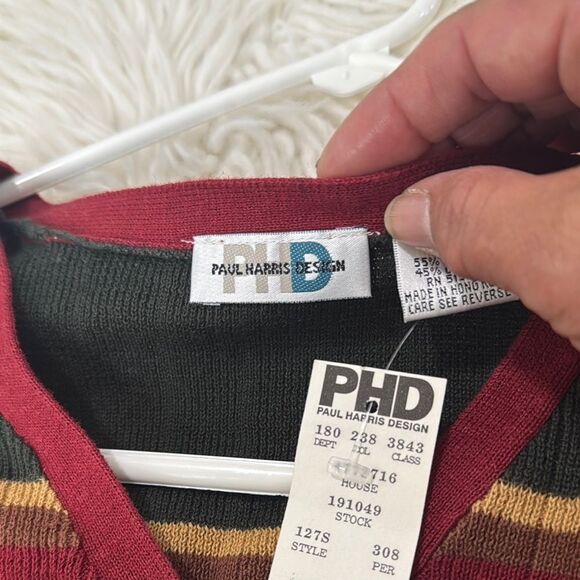 PHD
PAUL HARRIS DESIGN
55%
45%
RN
MADE IN HONG
CARE SEE REVERSE
PHD
PAUL HARRIS DESIGN
180 238 3843
DEPT COL CLASS
716
HOUSE
191049
STOCK
127S 308
STYLE PER